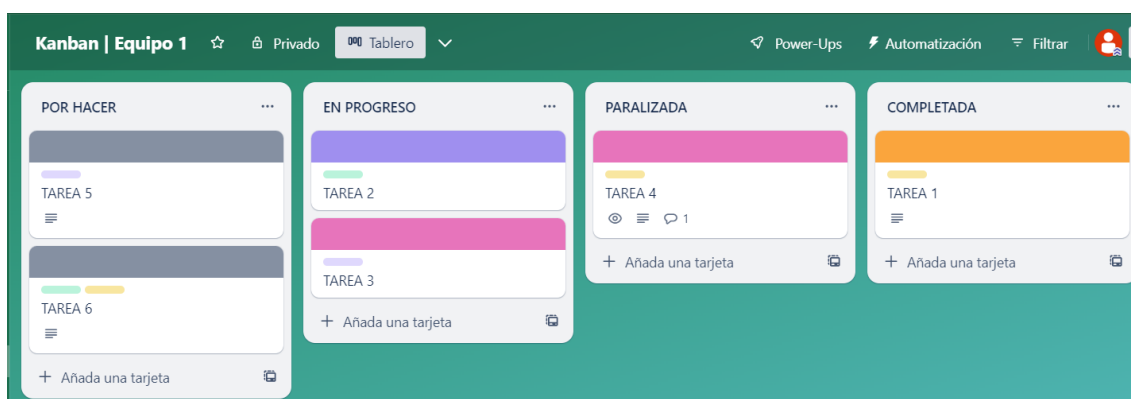 Kanban | Equipo 1 Privado Tablero Power-Ups Automatización Filtrar
POR HACER
TAREA 5
TAREA 6
+ Añada una tarjeta
EN PROGRESO
TAREA 2
TAREA 3
+ Añada una tarjeta
PARALIZADA
TAREA 4
1
+ Añada una tarjeta
COMPLETADA
TAREA 1
+ Añada una tarjeta